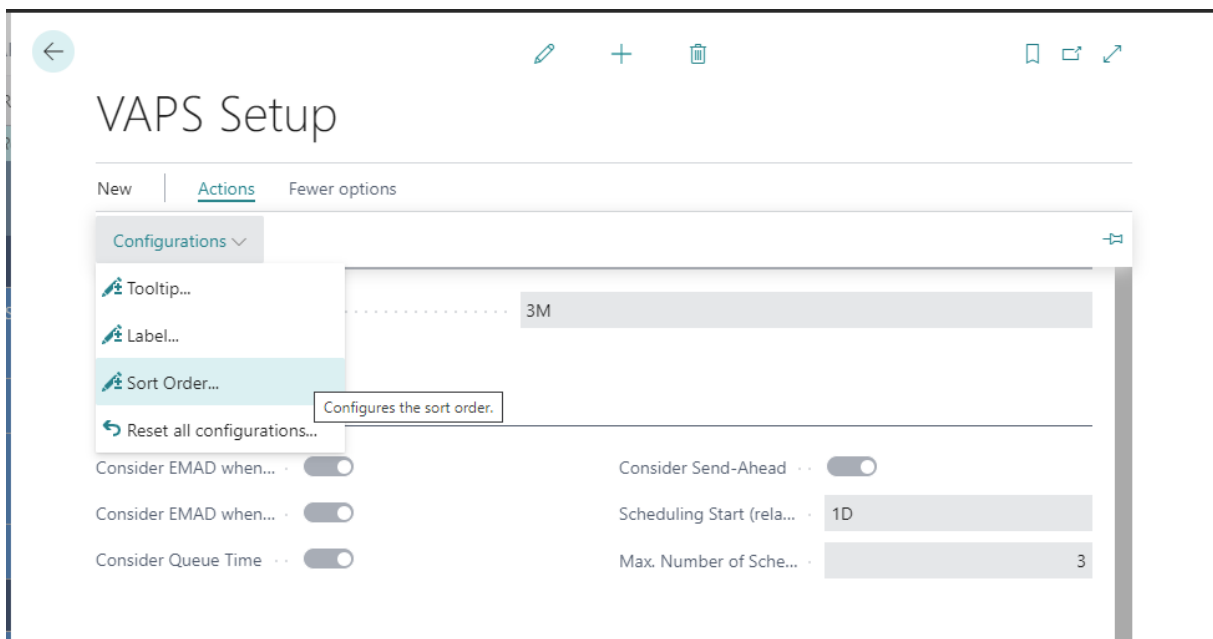 VAPS Setup
New Actions Fewer options
Configurations
Tooltip...
3M
Label...
Sort Order...
Configures the sort order.
Reset all configurations...
Consider EMAD when... Consider Send-Ahead
Consider EMAD when... Scheduling Start (rela... 1D
Consider Queue Time Max. Number of Sche... 3